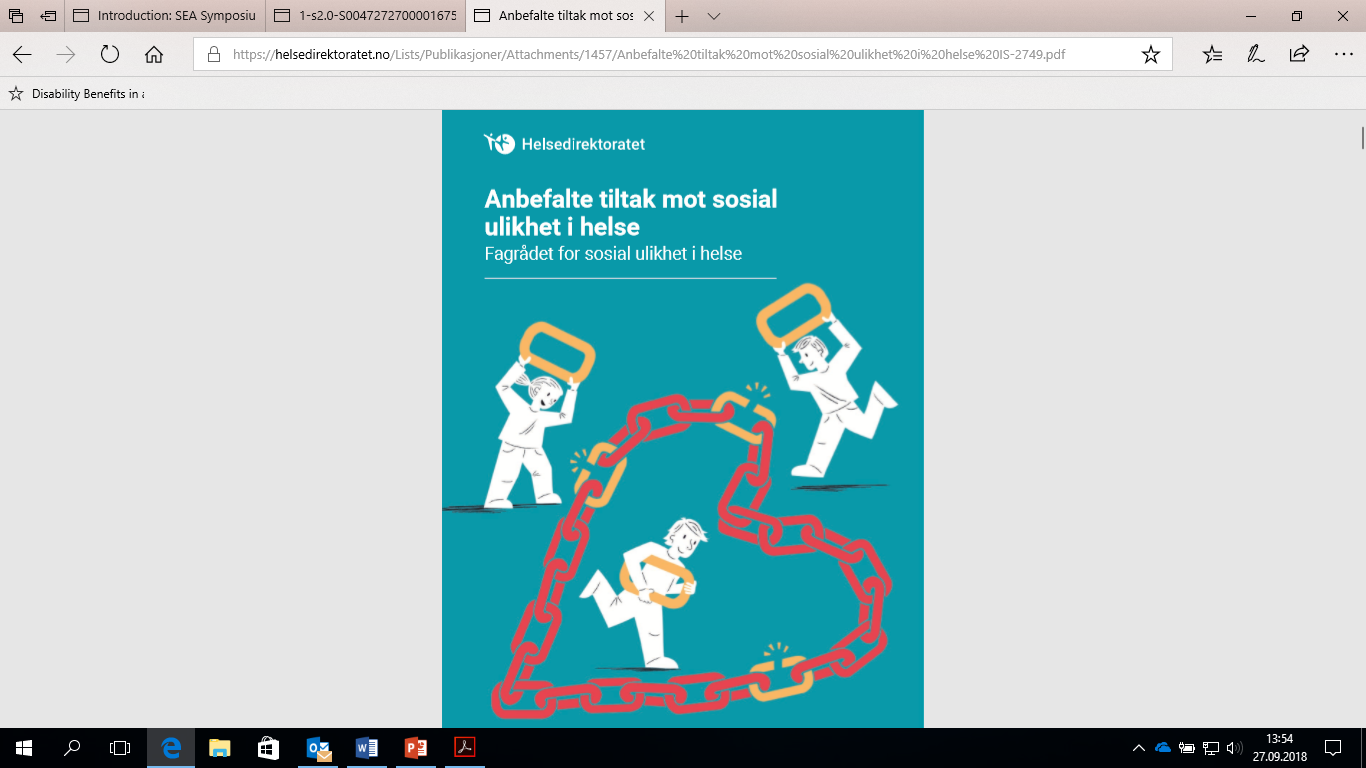 Introduction: SEA Symposiu
1-s2.0-S0047272700001675
Anbefalte tiltak mot sos
https://helsedirektoratet.no/Lists/Publikasjoner/Attachments/1457/Anbefalte%20tiltak%20mot%20sosial%20ulikhet%20i%20helse%20IS-2749.pdf
Disability Benefits in a
Helsedirektoratet
Anbefalte tiltak mot sosial
ulikhet i helse
Fagrådet for sosial ulikhet i helse
13:54
27.09.2018